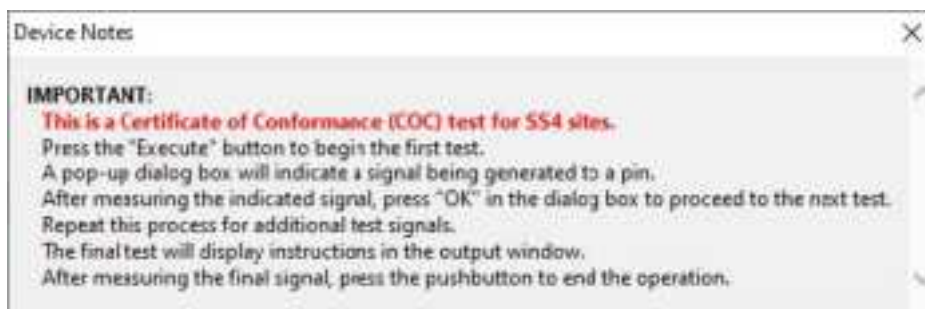 Device Notes
IMPORTANT:
This is a Certificate of Conformance (COC) test for SS4 sites.
Press the "Execute" button to begin the first test.
A pop-up dialog box will indicate a signal being generated to a pin.
After measuring the indicated signal, press "OK" in the dialog box to proceed to the next test.
Repeat this process for additional test signals.
The final test will display instructions in the output window.
After measuring the final signal, press the pushbutton to end the operation.